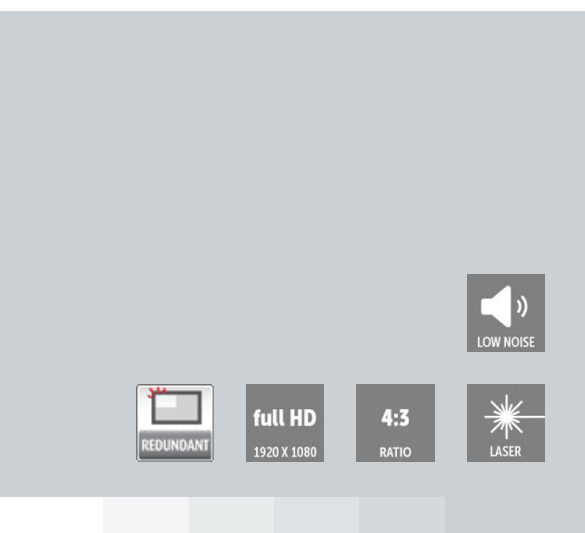 LOW NOISE
REDUNDANT
full HD
1920 X 1080
4:3
RATIO
LASER